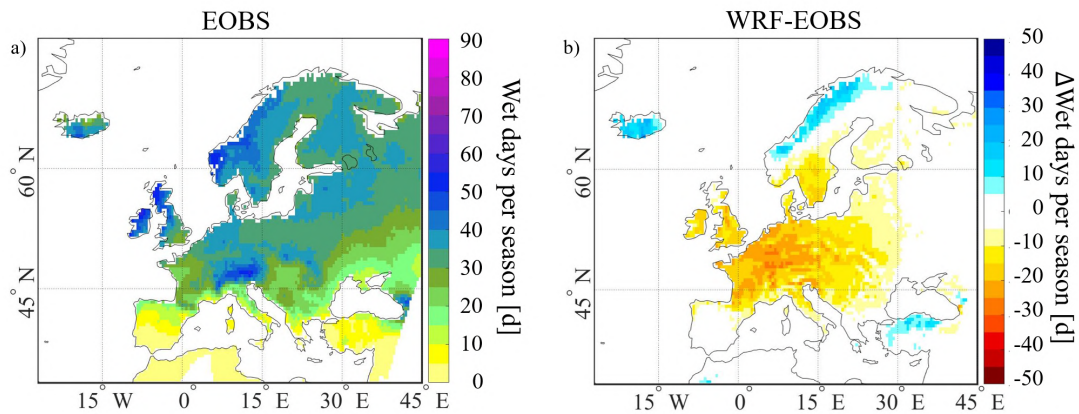 EOBS
a)
90
80
70
60
50
40
30
20
10
0
Wet days per season [d]
60° N
45° N
15° W
0
15° E
30° E
45° E
WRF-EOBS
b)
50
40
30
20
10
0
-10
-20
-30
-40
-50
ΔWet days per season [d]
60° N
45° N
15° W
0
15° E
30° E
45° E